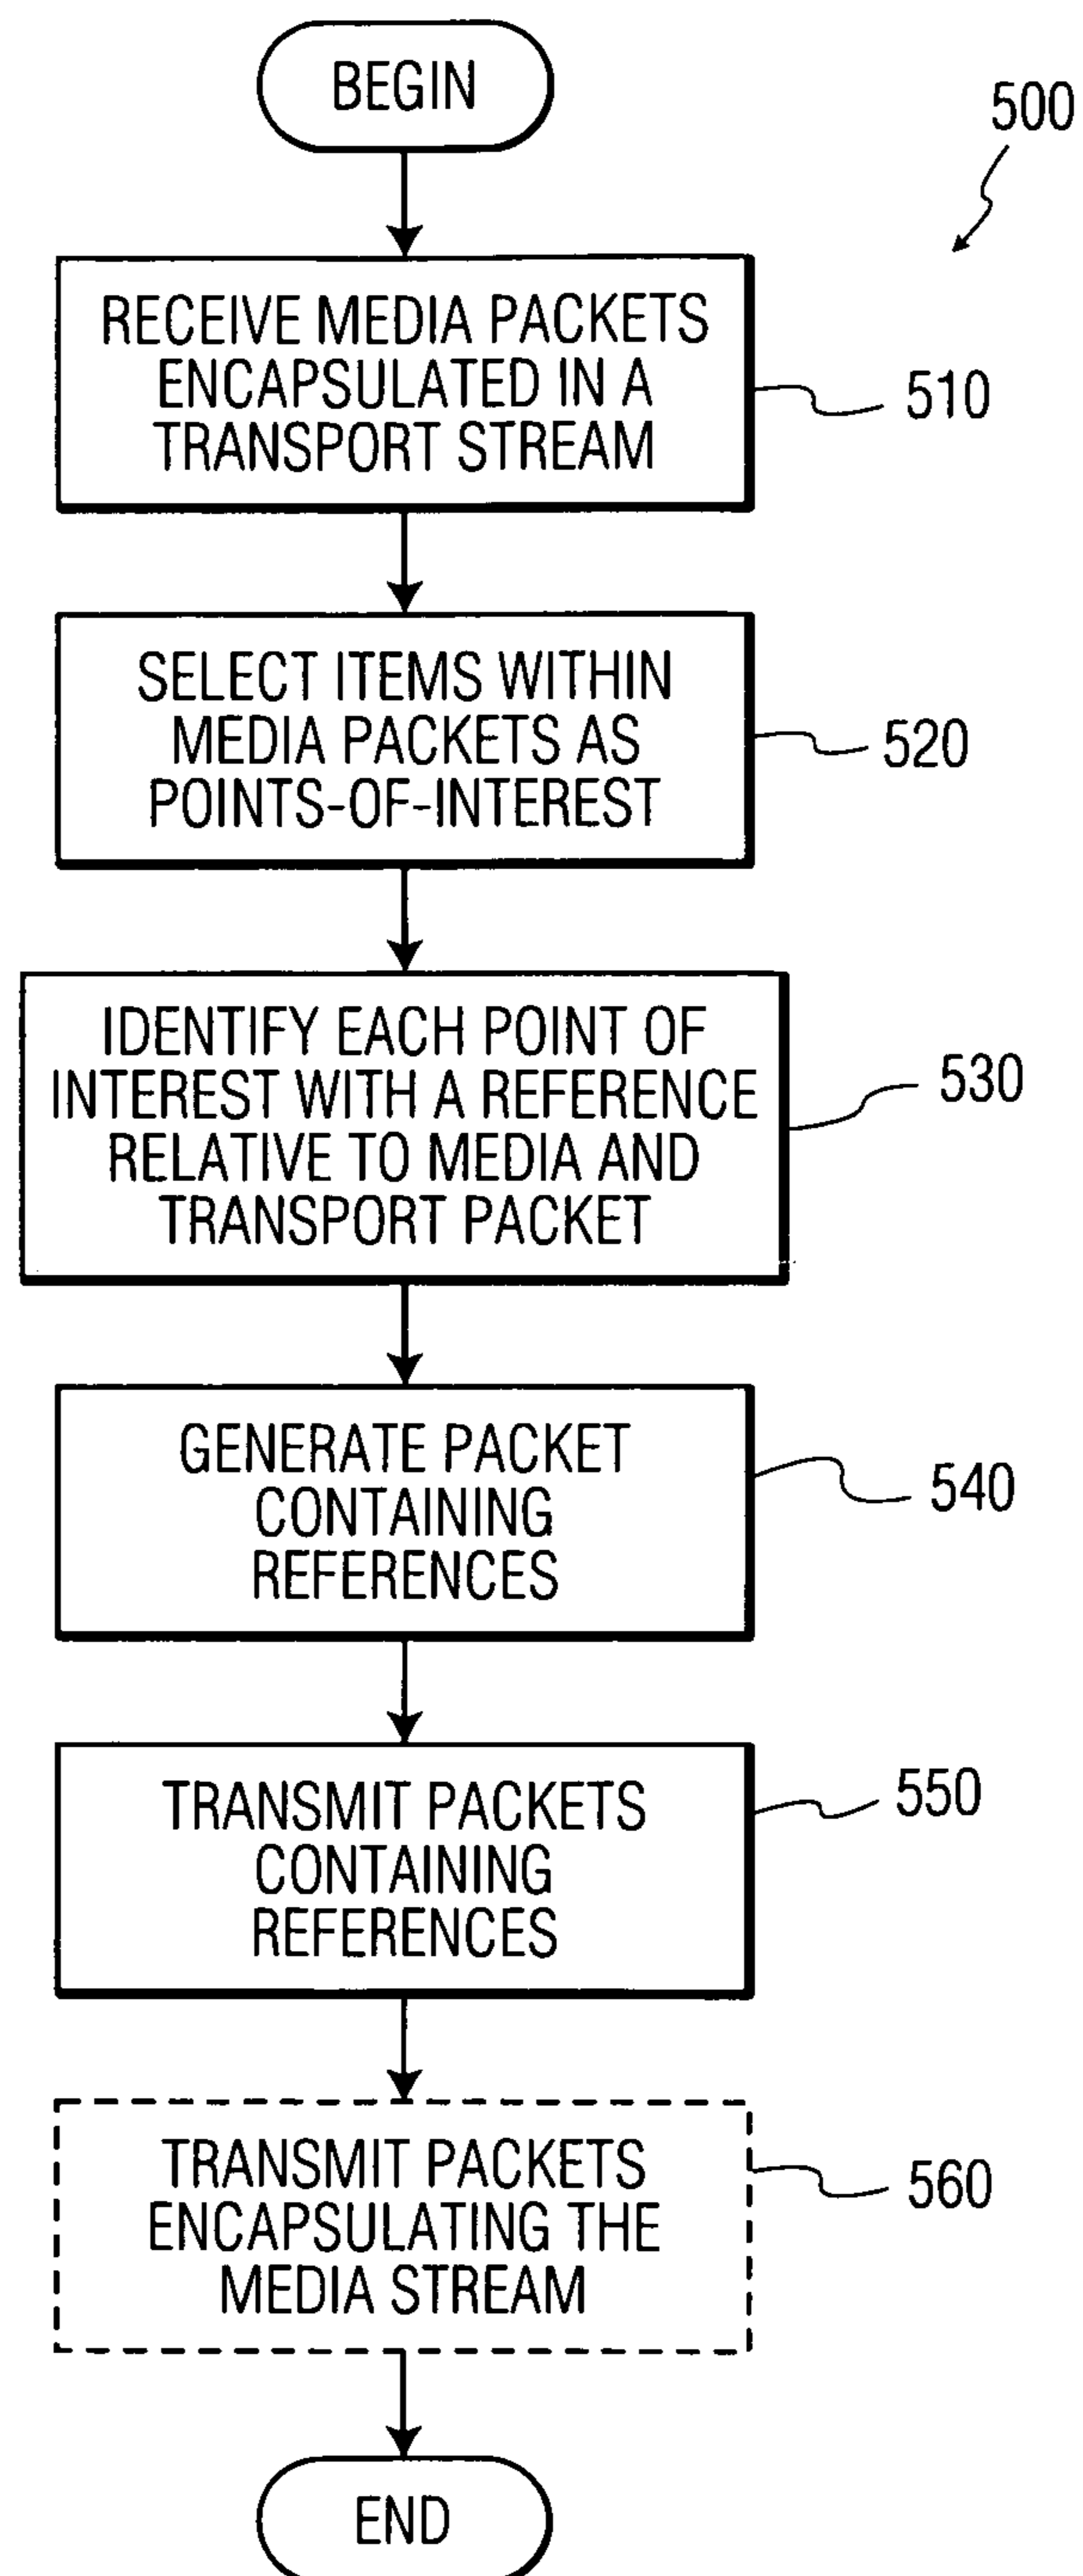 BEGIN
500
RECEIVE MEDIA PACKETS
ENCAPSULATED IN A
TRANSPORT STREAM
510
SELECT ITEMS WITHIN
MEDIA PACKETS AS
POINTS-OF-INTEREST
520
IDENTIFY EACH POINT OF
INTEREST WITH A REFERENCE
RELATIVE TO MEDIA AND
TRANSPORT PACKET
530
GENERATE PACKET
CONTAINING
REFERENCES
540
TRANSMIT PACKETS
CONTAINING
REFERENCES
550
TRANSMIT PACKETS
ENCAPSULATING THE
MEDIA STREAM
560
END